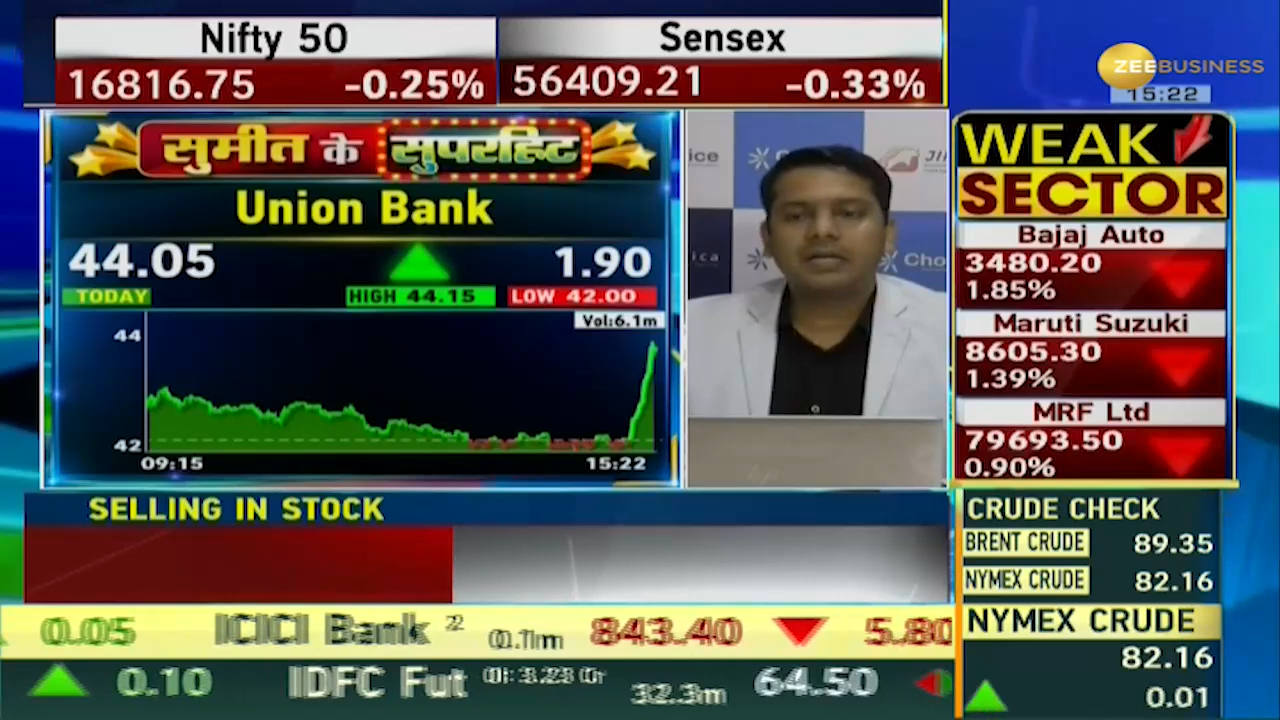 Nifty 50
16816.75 -0.25%
Sensex
56409.21 -0.33%
ZEEBUSINESS
15:22
सुमीत के सुपरहिट
Union Bank
44.05 1.90
TODAY HIGH 44.15 LOW 42.00
Vol:6.1m
44
42
09:15 15:22
WEAK
SECTOR
Bajaj Auto
3480.20
1.85%
Maruti Suzuki
8605.30
1.39%
MRF Ltd
79693.50
0.90%
SELLING IN STOCK
CRUDE CHECK
BRENT CRUDE 89.35
NYMEX CRUDE 82.16
NYMEX CRUDE
82.16
0.01
0.05 ICICI Bank 0.1m 843.40 5.80
0.10 IDFC Fut 32.3m 64.50